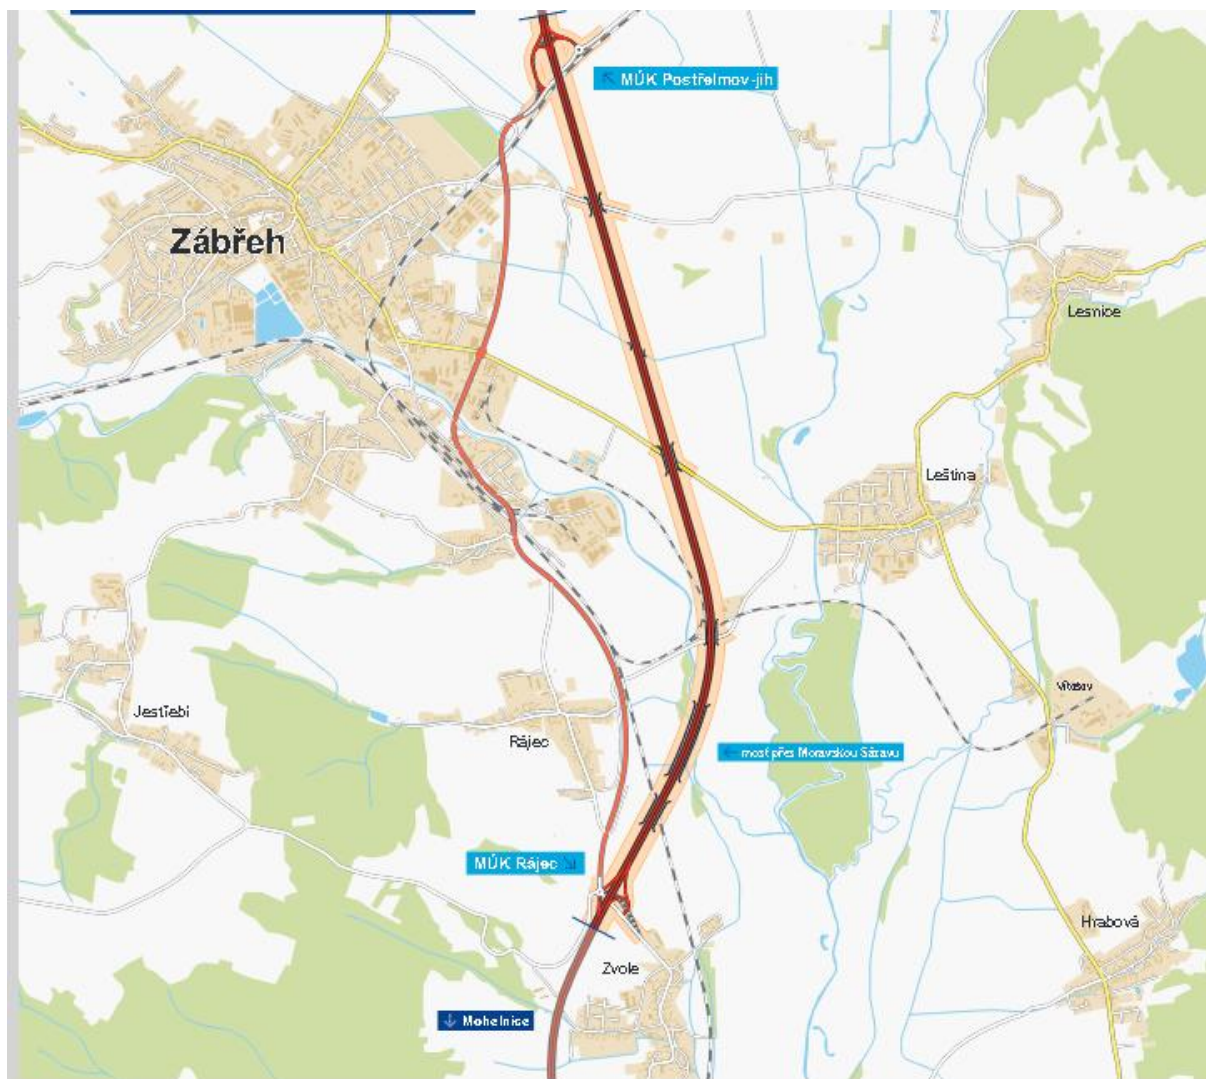 MÚK Postřelmov-jih
Zábřeh
Lesnice
Leština
Vitošov
Jestřebí
Rájec
most přes Moravskou Sázavu
MÚK Rájec
Hrabová
Zvole
Mohelnice